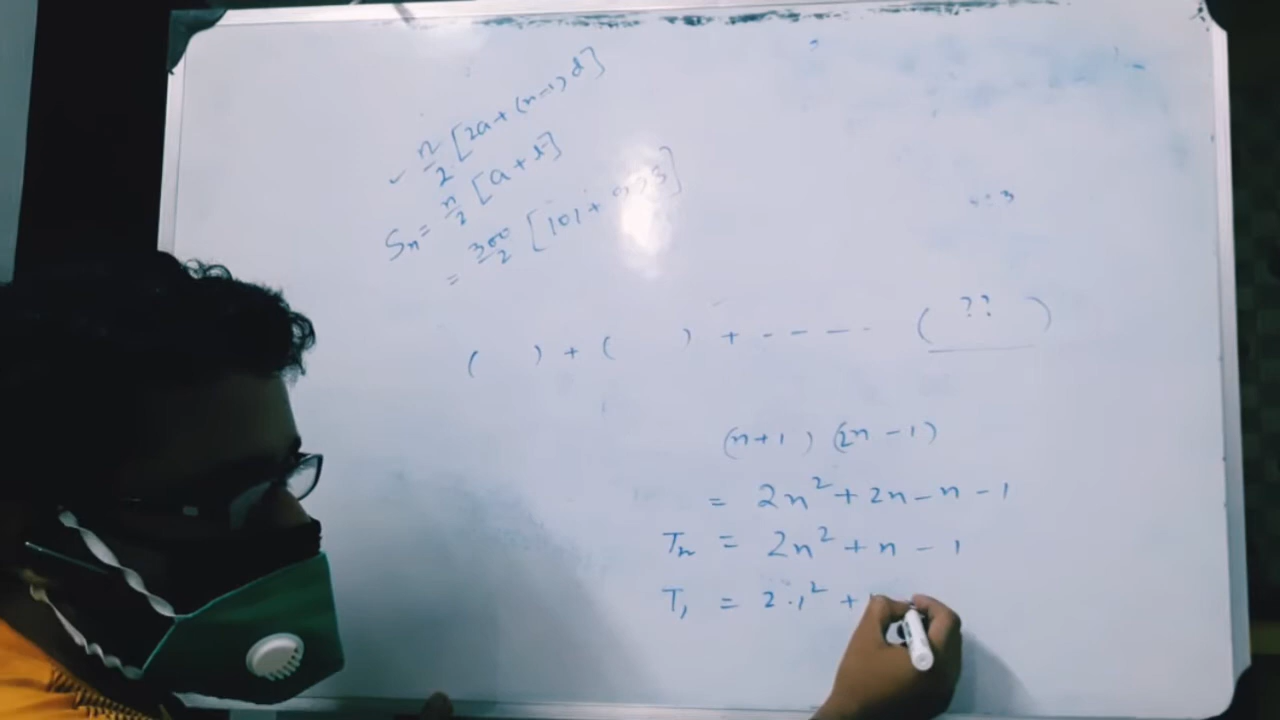 n/2 [2a + (n-1) d]
Sn = n/2 [a + l]
= 300/2 [101 +
( ) + ( ) + - - - - ( ?? )
(n+1) (2n-1)
= 2n² + 2n - n - 1
Tn = 2n² + n - 1
T1 = 2.1² +